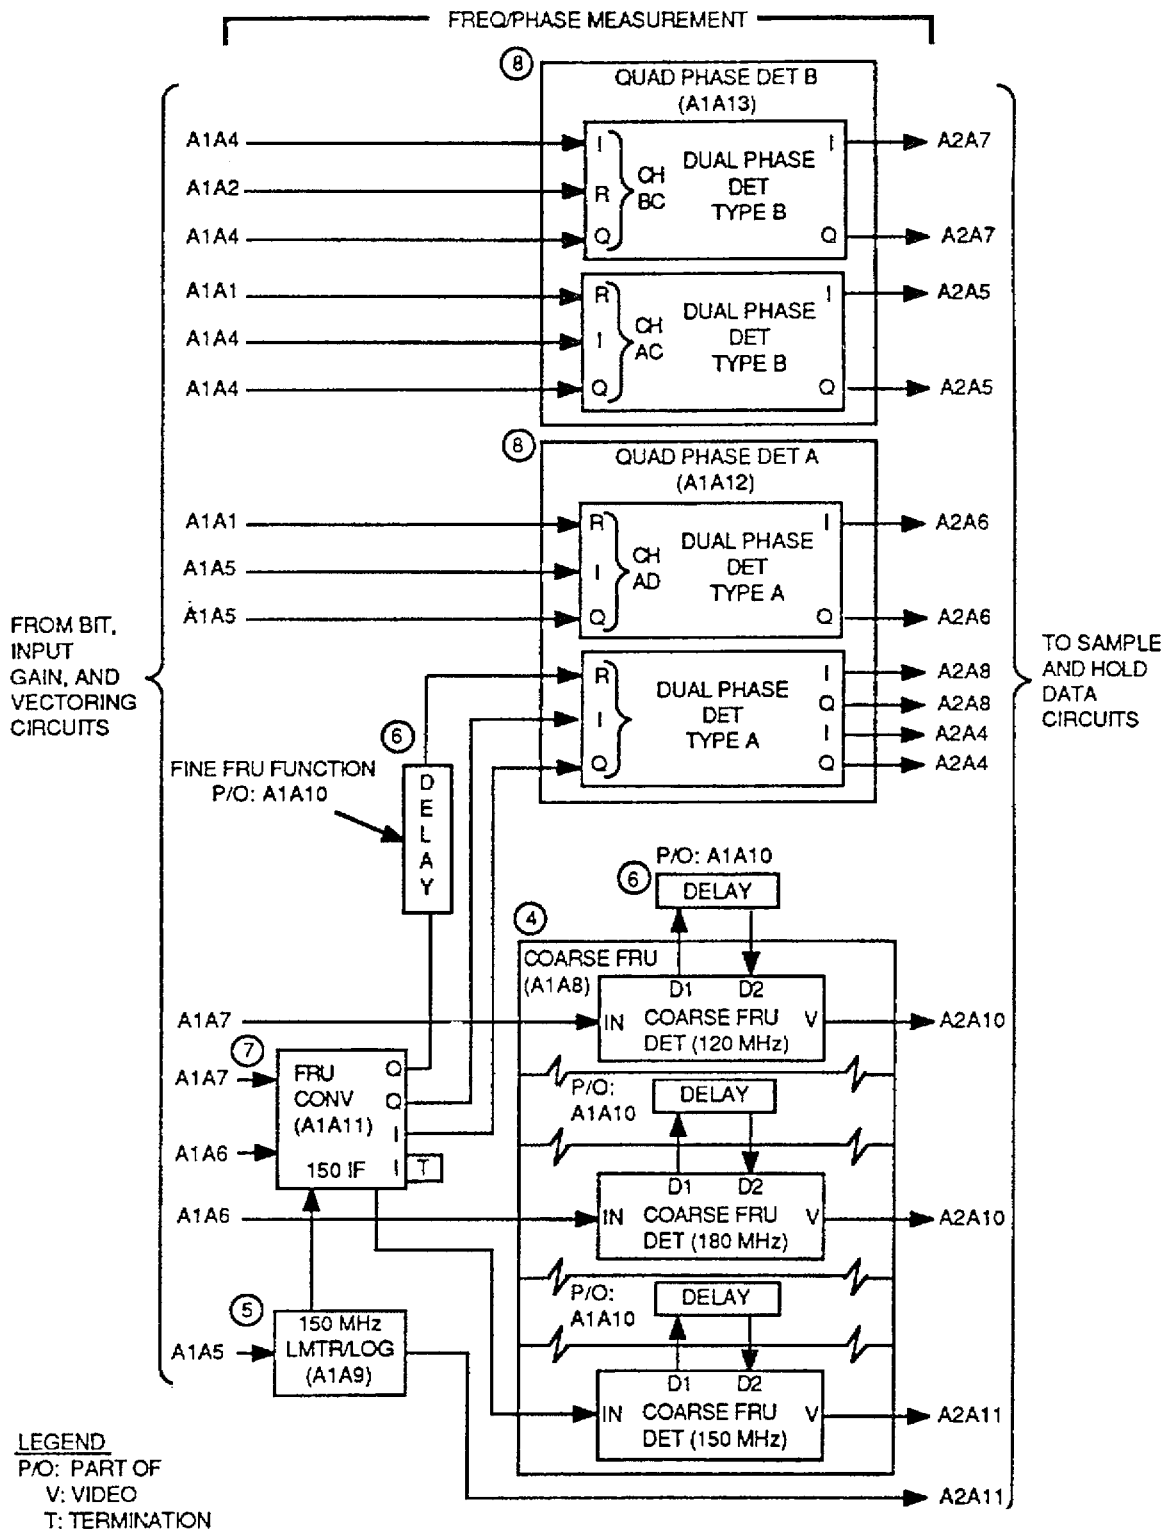 FREQ/PHASE MEASUREMENT
8
QUAD PHASE DET B
(A1A13)
A1A4
A1A2
A1A4
I
R
Q
CH
BC
DUAL PHASE
DET
TYPE B
I
Q
A2A7
A2A7
A1A1
A1A4
A1A4
R
I
Q
CH
AC
DUAL PHASE
DET
TYPE B
I
Q
A2A5
A2A5
8
QUAD PHASE DET A
(A1A12)
A1A1
A1A5
A1A5
R
I
Q
CH
AD
DUAL PHASE
DET
TYPE A
I
Q
A2A6
A2A6
FROM BIT,
INPUT
GAIN, AND
VECTORING
CIRCUITS
TO SAMPLE
AND HOLD
DATA
CIRCUITS
R
I
Q
DUAL PHASE
DET
TYPE A
I
Q
I
Q
A2A8
A2A8
A2A4
A2A4
6
FINE FRU FUNCTION
P/O: A1A10
DELAY
P/O: A1A10
6
DELAY
4
COARSE FRU
(A1A8)
A1A7
D1 D2
IN COARSE FRU V
DET (120 MHz)
A2A10
7
A1A7
A1A6
FRU
CONV
(A1A11)
150 IF
Q
Q
I
I
T
P/O:
A1A10
DELAY
A1A6
D1 D2
IN COARSE FRU V
DET (180 MHz)
A2A10
P/O:
A1A10
DELAY
5
A1A5
150 MHz
LMTR/LOG
(A1A9)
D1 D2
IN COARSE FRU V
DET (150 MHz)
A2A11
A2A11
LEGEND
P/O: PART OF
V: VIDEO
T: TERMINATION